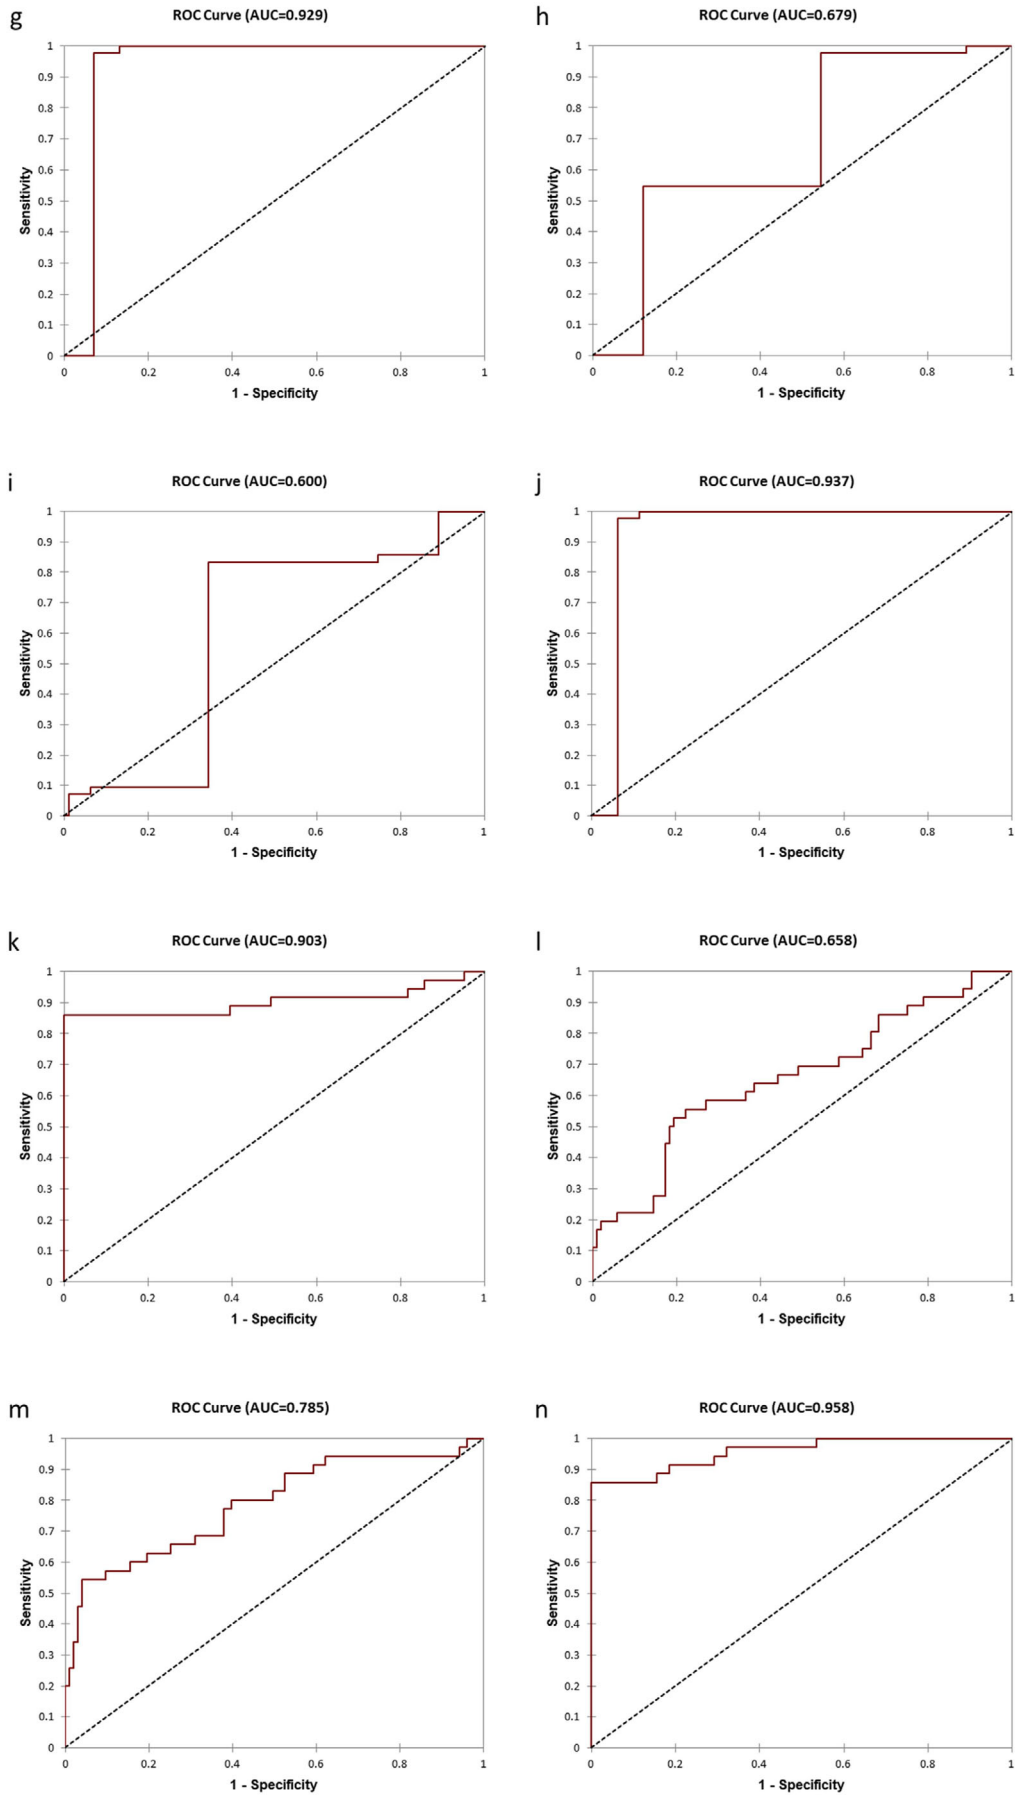 g
ROC Curve (AUC=0.929)
1
0.9
0.8
0.7
0.6
0.5
0.4
0.3
0.2
0.1
0
Sensitivity
0 0.2 0.4 0.6 0.8 1
1 - Specificity
h
ROC Curve (AUC=0.679)
1
0.9
0.8
0.7
0.6
0.5
0.4
0.3
0.2
0.1
0
Sensitivity
0 0.2 0.4 0.6 0.8 1
1 - Specificity
i
ROC Curve (AUC=0.600)
1
0.9
0.8
0.7
0.6
0.5
0.4
0.3
0.2
0.1
0
Sensitivity
0 0.2 0.4 0.6 0.8 1
1 - Specificity
j
ROC Curve (AUC=0.937)
1
0.9
0.8
0.7
0.6
0.5
0.4
0.3
0.2
0.1
0
Sensitivity
0 0.2 0.4 0.6 0.8 1
1 - Specificity
k
ROC Curve (AUC=0.903)
1
0.9
0.8
0.7
0.6
0.5
0.4
0.3
0.2
0.1
0
Sensitivity
0 0.2 0.4 0.6 0.8 1
1 - Specificity
l
ROC Curve (AUC=0.658)
1
0.9
0.8
0.7
0.6
0.5
0.4
0.3
0.2
0.1
0
Sensitivity
0 0.2 0.4 0.6 0.8 1
1 - Specificity
m
ROC Curve (AUC=0.785)
1
0.9
0.8
0.7
0.6
0.5
0.4
0.3
0.2
0.1
0
Sensitivity
0 0.2 0.4 0.6 0.8 1
1 - Specificity
n
ROC Curve (AUC=0.958)
1
0.9
0.8
0.7
0.6
0.5
0.4
0.3
0.2
0.1
0
Sensitivity
0 0.2 0.4 0.6 0.8 1
1 - Specificity